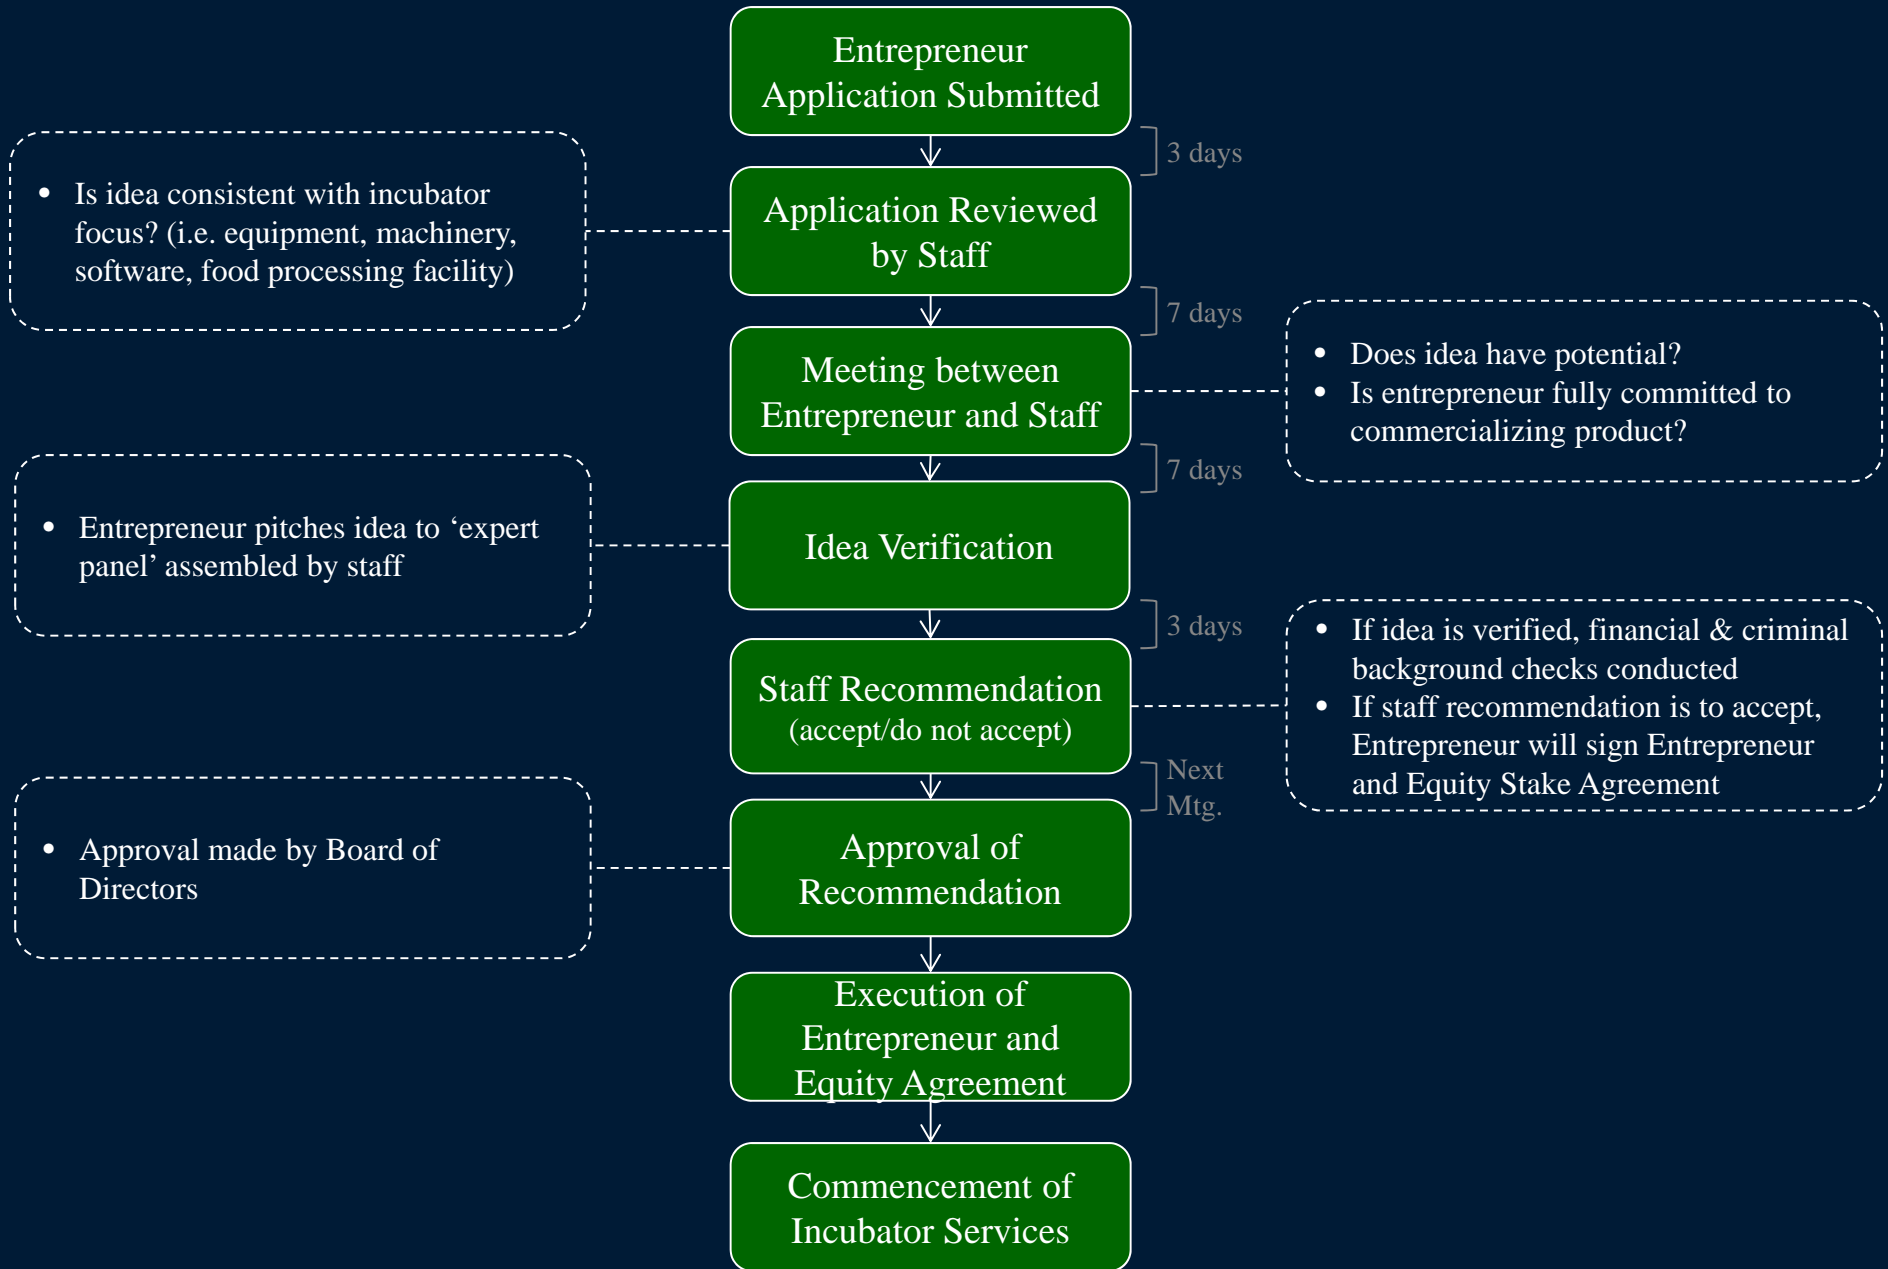 Entrepreneur
Application Submitted
3 days
• Is idea consistent with incubator
focus? (i.e. equipment, machinery,
software, food processing facility)
Application Reviewed
by Staff
7 days
Meeting between
Entrepreneur and Staff
• Does idea have potential?
• Is entrepreneur fully committed to
commercializing product?
7 days
• Entrepreneur pitches idea to ‘expert
panel’ assembled by staff
Idea Verification
3 days
Staff Recommendation
(accept/do not accept)
• If idea is verified, financial & criminal
background checks conducted
• If staff recommendation is to accept,
Entrepreneur will sign Entrepreneur
and Equity Stake Agreement
Next
Mtg.
• Approval made by Board of
Directors
Approval of
Recommendation
Execution of
Entrepreneur and
Equity Agreement
Commencement of
Incubator Services